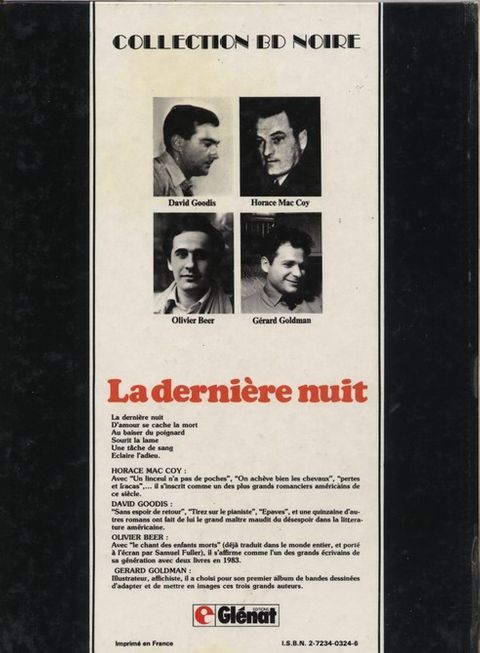 COLLECTION BD NOIRE
David Goodis
Horace Mac Coy
Olivier Beer
Gérard Goldman
La dernière nuit
La dernière nuit
D'amour se cache la mort
Au baiser du poignard
Sourit la lame
Une tâche de sang
Eclaire l'adieu.
HORACE MAC COY :
Avec "Un linceul n'a pas de poches", "On achève bien les chevaux", "pertes
et fracas",... il s'inscrit comme un des plus grands romanciers américains de
ce siècle.
DAVID GOODIS :
"Sans espoir de retour", "Tirez sur le pianiste", "Epaves", et une quinzaine d'au-
tres romans ont fait de lui le grand maître maudit du désespoir dans la littéra-
ture américaine.
OLIVIER BEER :
Avec "le chant des enfants morts" (déjà traduit dans le monde entier, et porté
à l'écran par Samuel Fuller), il s'affirme comme l'un des grands écrivains de
sa génération avec deux livres en 1983.
GERARD GOLDMAN :
Illustrateur, affichiste, il a choisi pour son premier álbum de bandes dessinées
d'adapter et de mettre en images ces trois grands auteurs.
EDITIONS
e Glénat
Imprimé en France
I.S.B.N. 2-7234-0324-6